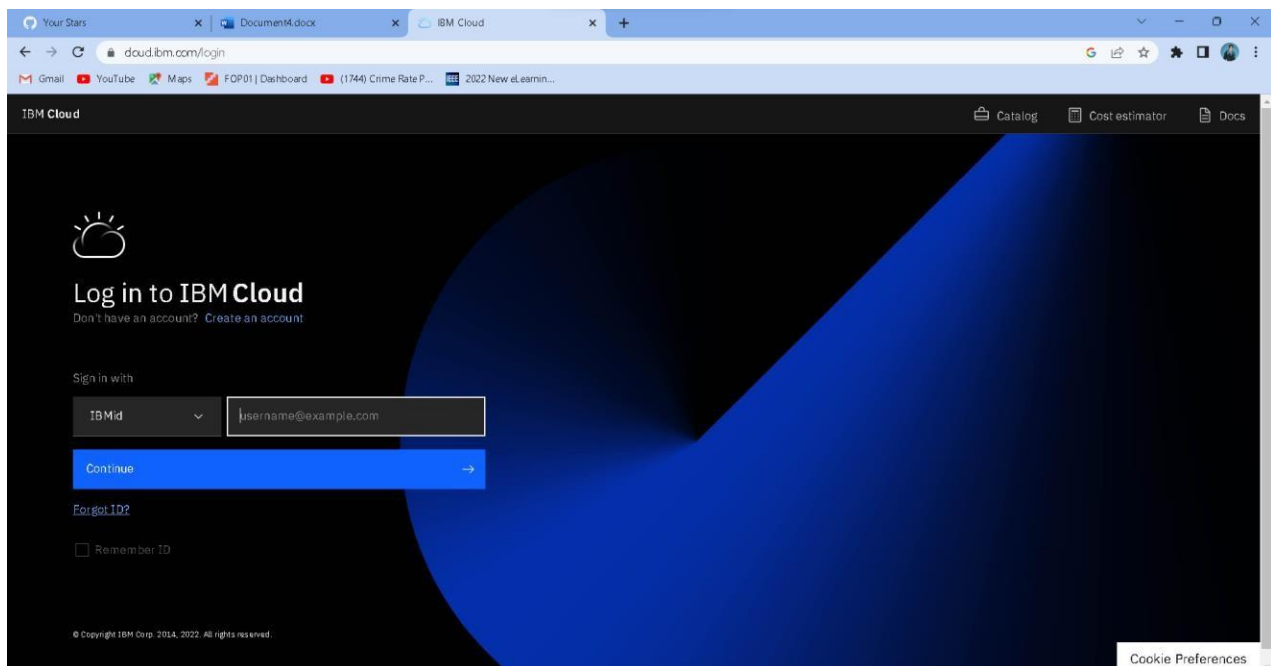 Your Stars Document4.docx IBM Cloud
cloud.ibm.com/login
Gmail YouTube Maps FOP01 | Dashboard (1744) Crime Rate P... IEEE 2022 New eLearnin...
IBM Cloud Catalog Cost estimator Docs
Log in to IBM Cloud
Don't have an account? Create an account
Sign in with
IBMid username@example.com
Continue
Forgot ID?
Remember ID
© Copyright IBM Corp. 2014, 2022. All rights reserved.
Cookie Preferences